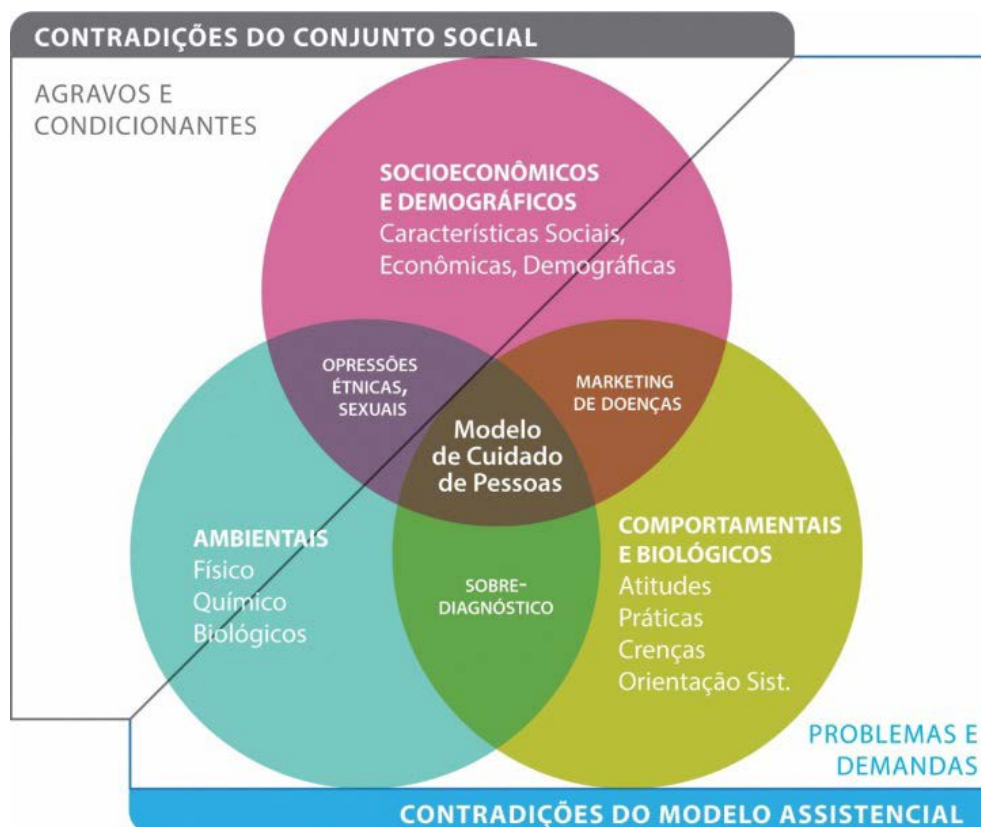 CONTRADIÇÕES DO CONJUNTO SOCIAL
AGRAVOS E
CONDICIONANTES
SOCIOECONÔMICOS
E DEMOGRÁFICOS
Características Sociais,
Econômicas, Demográficas
OPRESSÕES
ÉTNICAS,
SEXUAIS
MARKETING
DE DOENÇAS
Modelo
de Cuidado
de Pessoas
AMBIENTAIS
Físico
Químico
Biológicos
SOBRE-
DIAGNÓSTICO
COMPORTAMENTAIS
E BIOLÓGICOS
Atitudes
Práticas
Crenças
Orientação Sist.
PROBLEMAS E
DEMANDAS
CONTRADIÇÕES DO MODELO ASSISTENCIAL